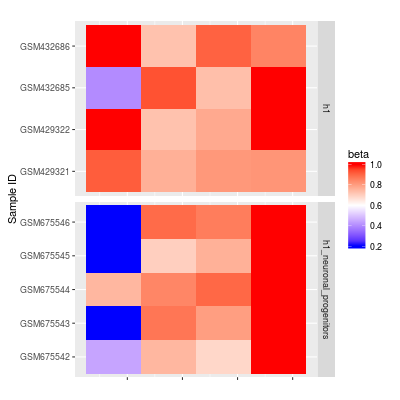 Sample ID
GSM432686
GSM432685
GSM429322
GSM429321
h1
GSM675546
GSM675545
GSM675544
GSM675543
GSM675542
h1_neuronal_progenitors
beta
1.0
0.8
0.6
0.4
0.2